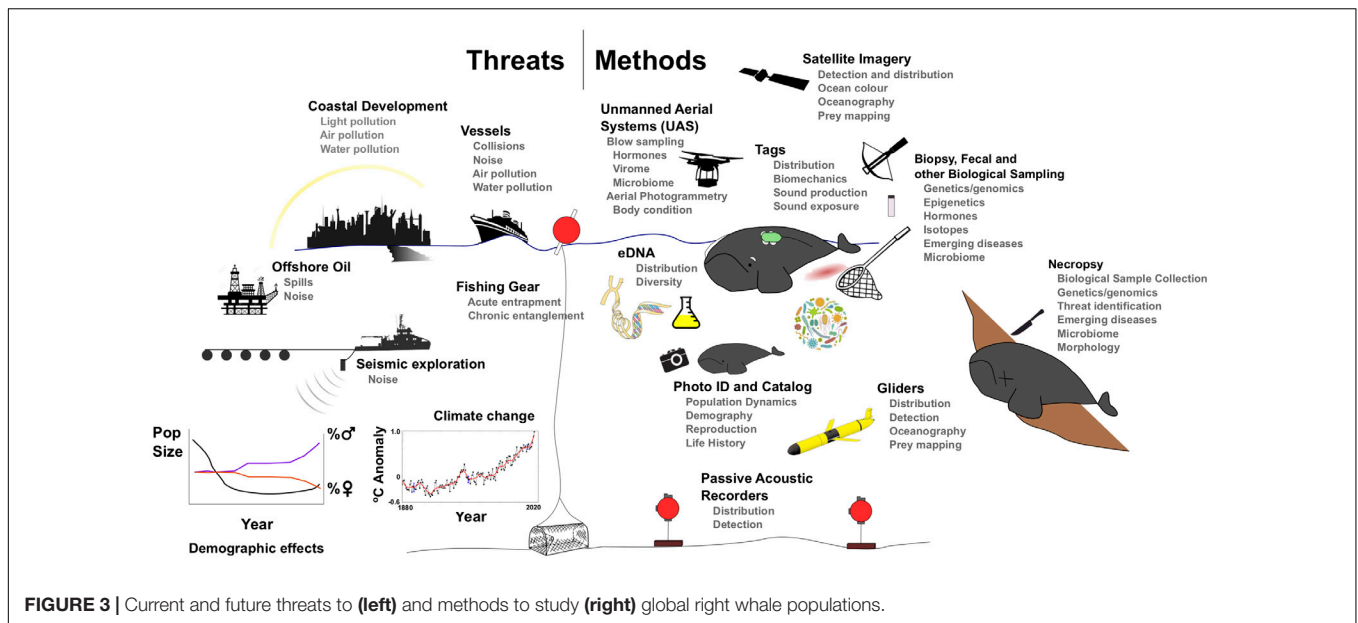 Threats
Methods
Coastal Development
Light pollution
Air pollution
Water pollution
Vessels
Collisions
Noise
Air pollution
Water pollution
Offshore Oil
Spills
Noise
Fishing Gear
Acute entrapment
Chronic entanglement
Seismic exploration
Noise
Pop
Size
%♂
%♀
Year
Demographic effects
Climate change
ºC Anomaly
1.0
0
-0.6
1880
2020
Year
Satellite Imagery
Detection and distribution
Ocean colour
Oceanography
Prey mapping
Unmanned Aerial
Systems (UAS)
Blow sampling
Hormones
Virome
Microbiome
Aerial Photogrammetry
Body condition
Tags
Distribution
Biomechanics
Sound production
Sound exposure
Biopsy, Fecal and
other Biological Sampling
Genetics/genomics
Epigenetics
Hormones
Isotopes
Emerging diseases
Microbiome
eDNA
Distribution
Diversity
Necropsy
Biological Sample Collection
Genetics/genomics
Threat identification
Emerging diseases
Microbiome
Morphology
Photo ID and Catalog
Population Dynamics
Demography
Reproduction
Life History
Gliders
Distribution
Detection
Oceanography
Prey mapping
Passive Acoustic
Recorders
Distribution
Detection
FIGURE 3 | Current and future threats to (left) and methods to study (right) global right whale populations.